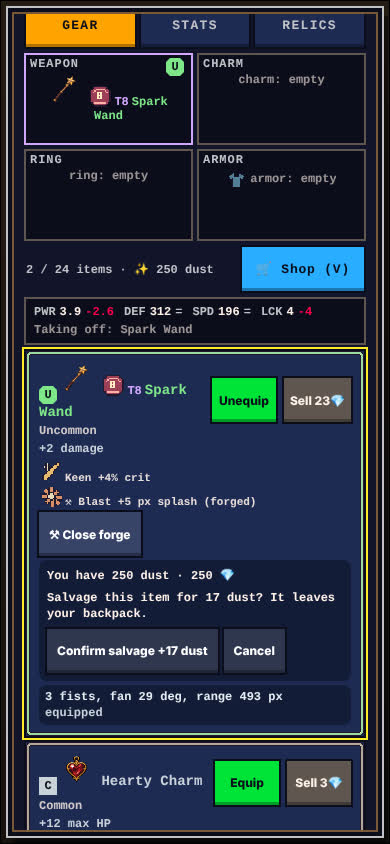 GEAR STATS RELICS
WEAPON U
T8 Spark
Wand
CHARM
charm: empty
RING
ring: empty
ARMOR
armor: empty
2 / 24 items · ✨ 250 dust
🛒 Shop (V)
PWR 3.9 -2.6 DEF 312 = SPD 196 = LCK 4 -4
Taking off: Spark Wand
U T8 Spark
Wand
Unequip
Sell 23💎
Uncommon
+2 damage
Keen +4% crit
⚒ Blast +5 px splash (forged)
⚒ Close forge
You have 250 dust · 250 💎
Salvage this item for 17 dust? It leaves
your backpack.
Confirm salvage +17 dust
Cancel
3 fists, fan 29 deg, range 493 px
equipped
C Hearty Charm
Equip
Sell 3💎
Common
+12 max HP